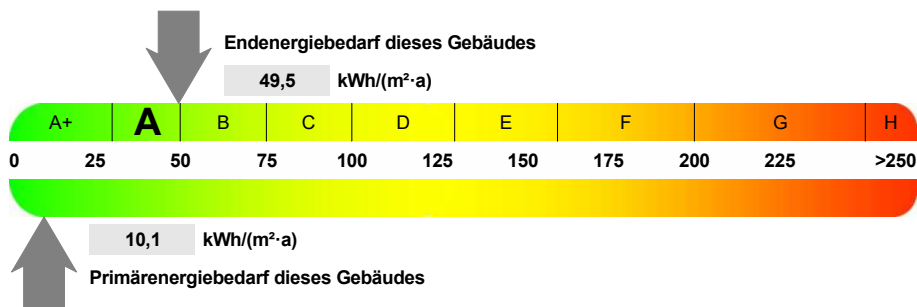 Endenergiebedarf dieses Gebäudes
49,5 kWh/(m²·a)
A+ A B C D E F G H
0 25 50 75 100 125 150 175 200 225 >250
10,1 kWh/(m²·a)
Primärenergiebedarf dieses Gebäudes